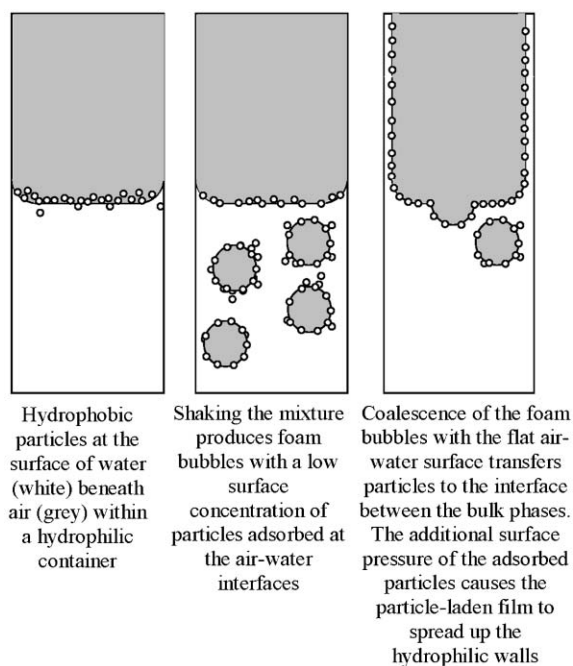 Hydrophobic
particles at the
surface of water
(white) beneath
air (grey) within
a hydrophilic
container
Shaking the mixture
produces foam
bubbles with a low
surface
concentration of
particles adsorbed at
the air-water
interfaces
Coalescence of the foam
bubbles with the flat air-
water surface transfers
particles to the interface
between the bulk phases.
The additional surface
pressure of the adsorbed
particles causes the
particle-laden film to
spread up the
hydrophilic walls